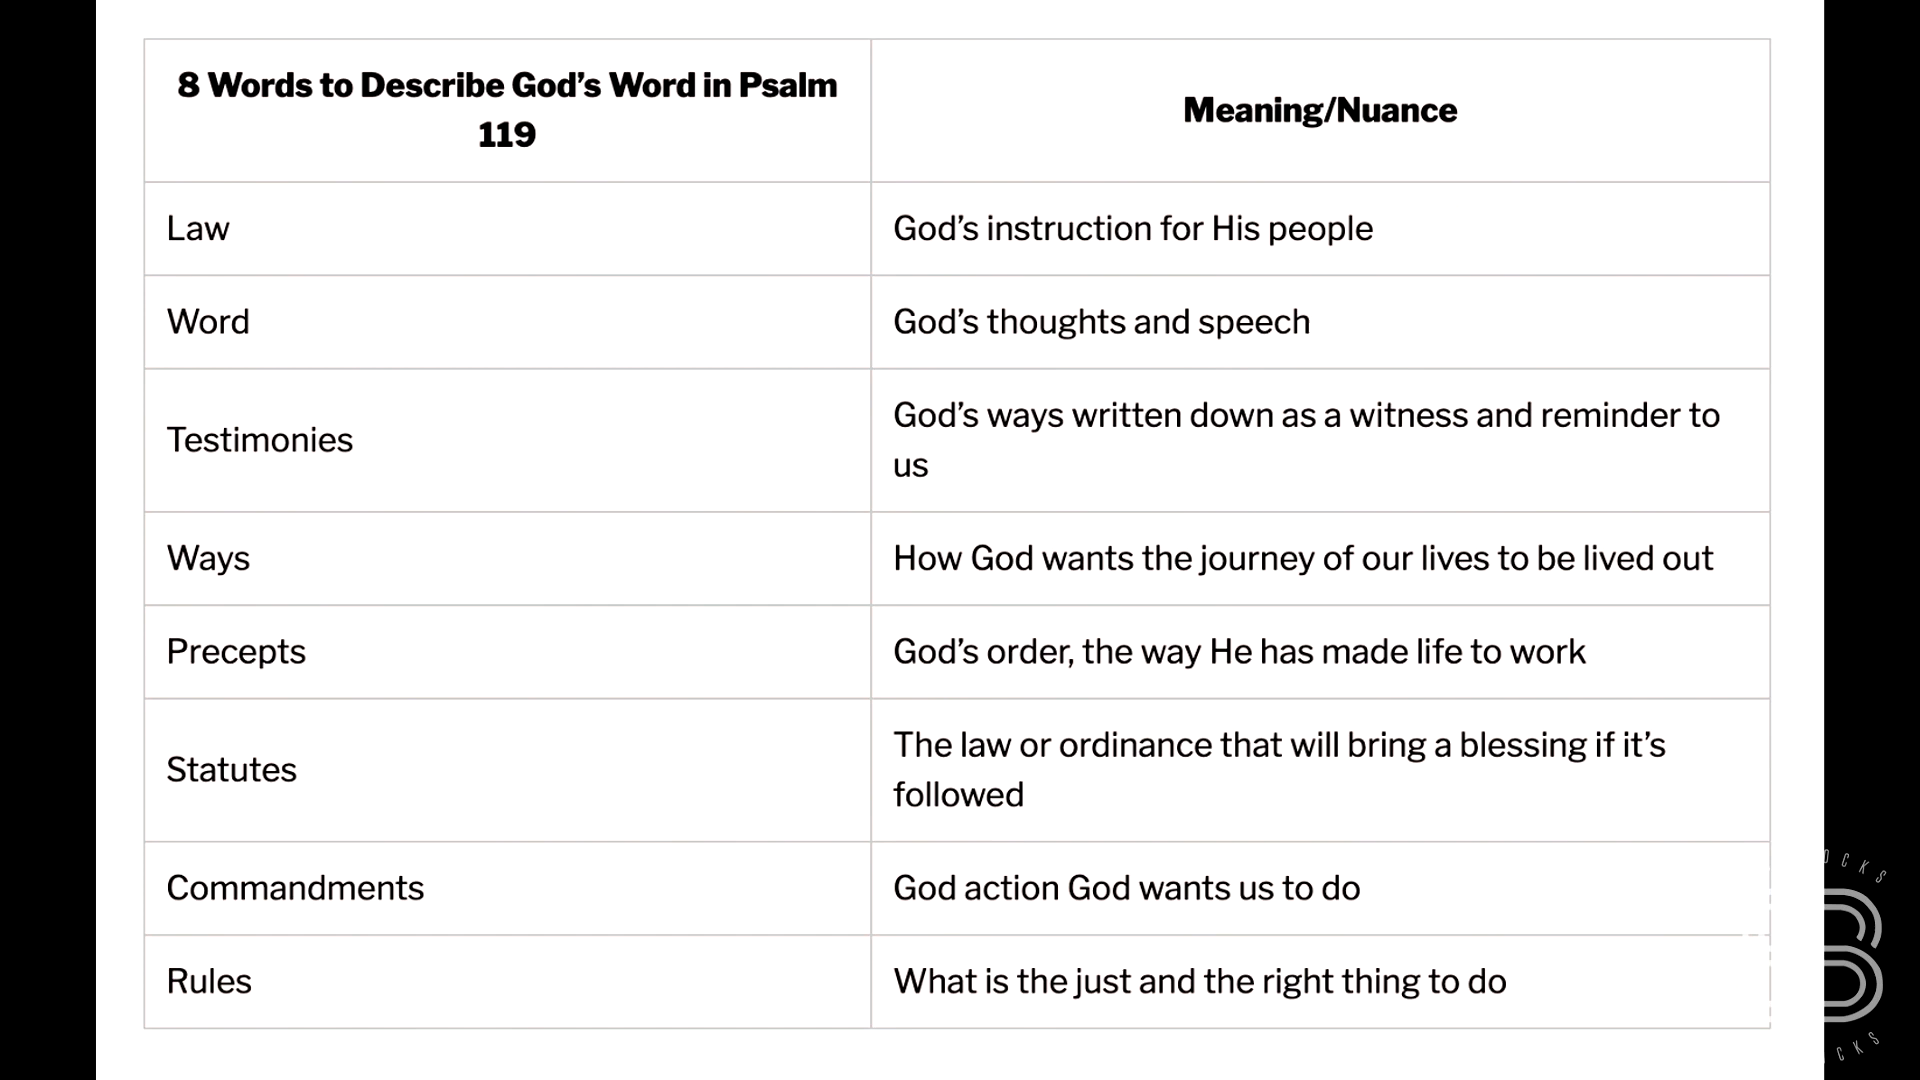 8 Words to Describe God’s Word in Psalm
119
Meaning/Nuance
Law
God’s instruction for His people
Word
God’s thoughts and speech
Testimonies
God’s ways written down as a witness and reminder to
us
Ways
How God wants the journey of our lives to be lived out
Precepts
God’s order, the way He has made life to work
Statutes
The law or ordinance that will bring a blessing if it’s
followed
Commandments
God action God wants us to do
Rules
What is the just and the right thing to do